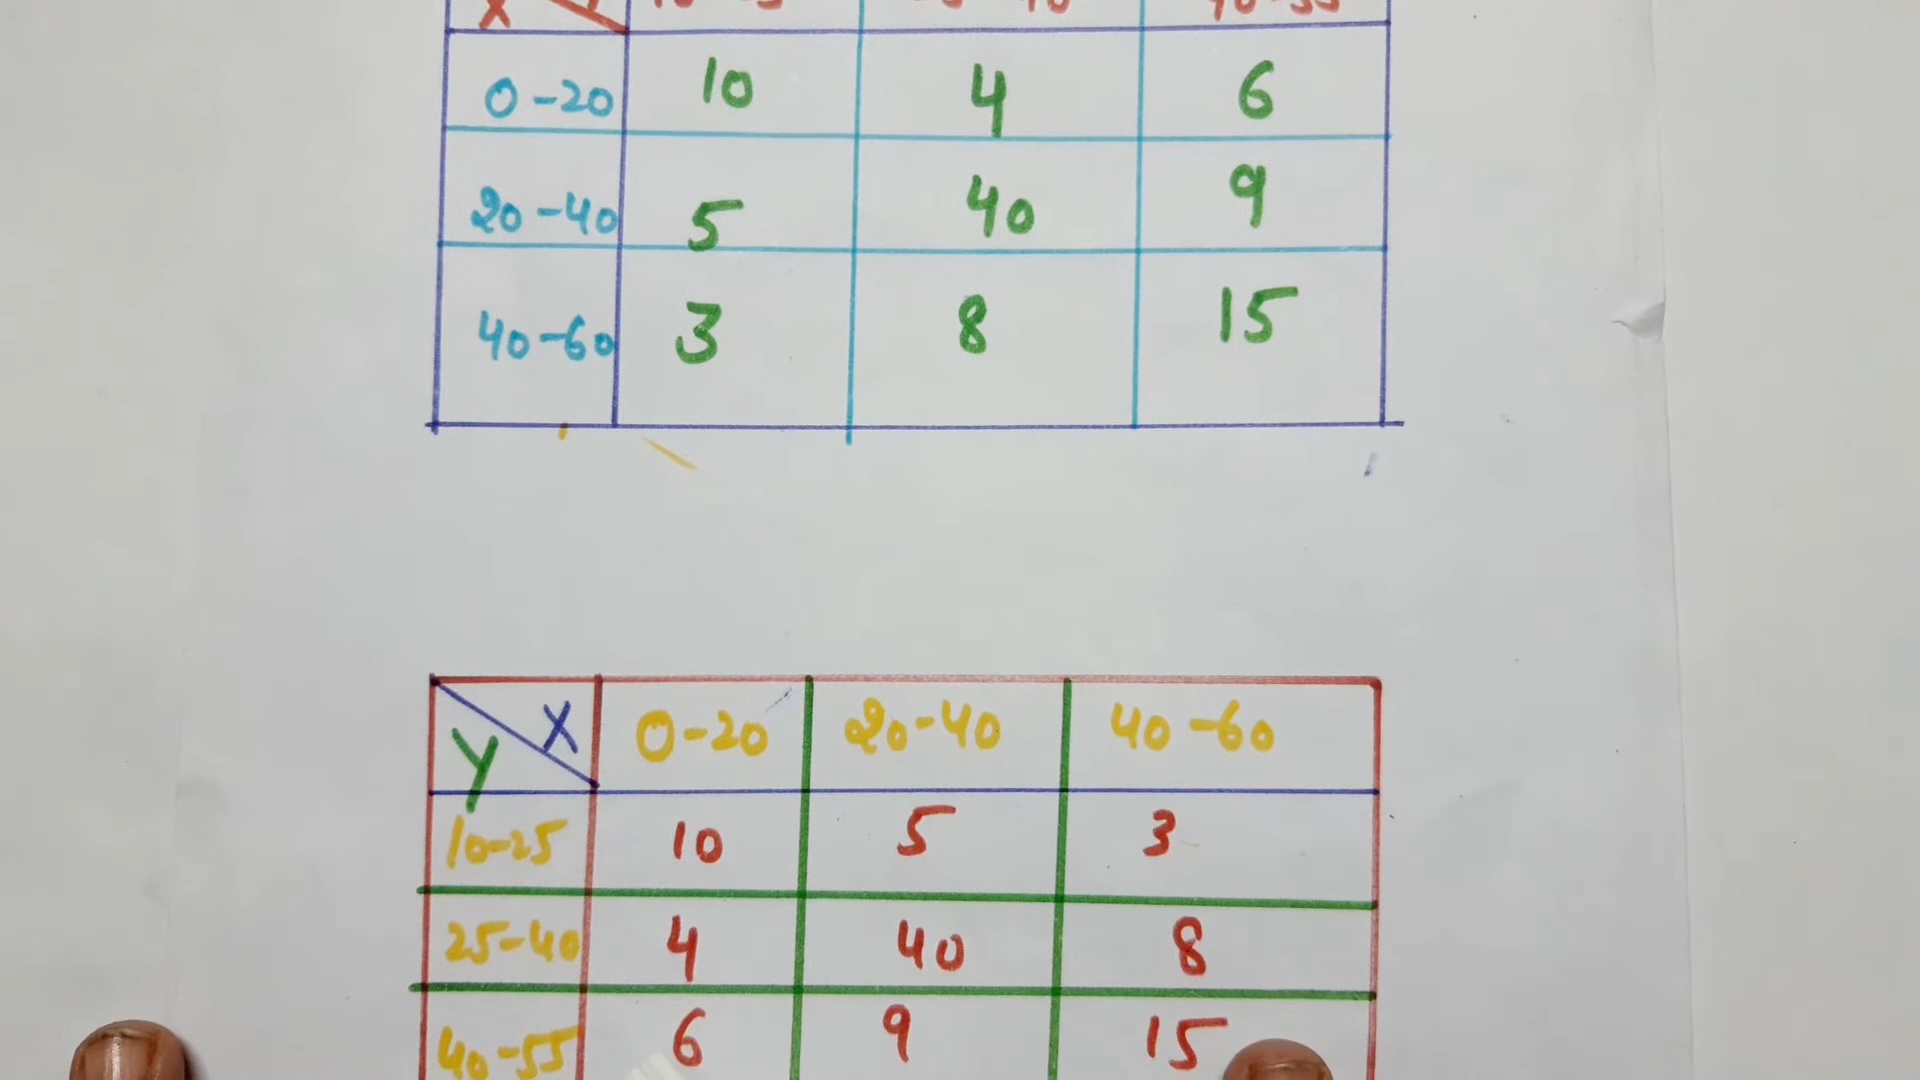 X
0-20 10 4 6
20-40 5 40 9
40-60 3 8 15
Y X 0-20 20-40 40-60
10-25 10 5 3
25-40 4 40 8
40-55 6 9 15